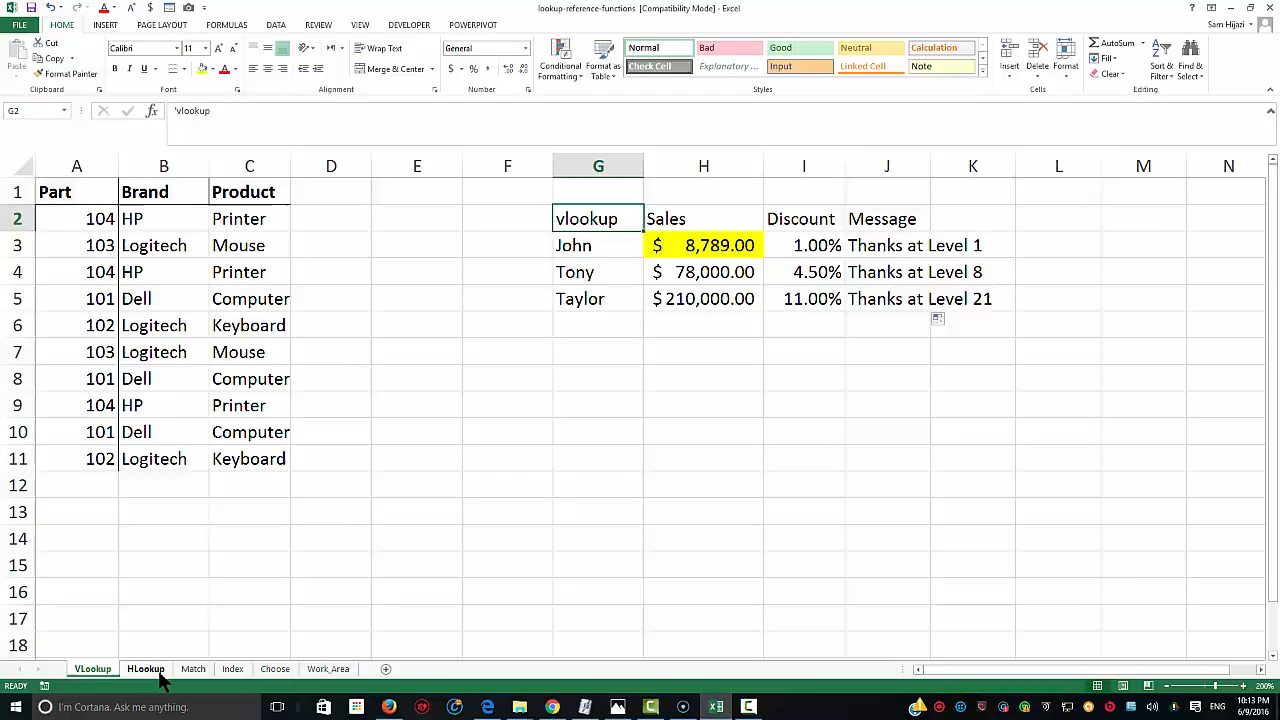 lookup-reference-functions [Compatibility Mode] - Excel
FILE HOME INSERT PAGE LAYOUT FORMULAS DATA REVIEW VIEW DEVELOPER POWERPIVOT Sam Hijazi
Paste Cut Copy Format Painter
Calibri 11 B I U
Wrap Text Merge & Center
General $ % ,
Conditional Formatting Format as Table
Normal Bad Good Neutral Calculation
Check Cell Explanatory ... Input Linked Cell Note
Insert Delete Format
AutoSum Fill Clear Sort & Filter Find & Select
Clipboard Font Alignment Number Styles Cells Editing
G2 fx 'vlookup
A B C D E F G H I J K L M N
1 Part Brand Product
2 104 HP Printer vlookup Sales Discount Message
3 103 Logitech Mouse John $ 8,789.00 1.00% Thanks at Level 1
4 104 HP Printer Tony $ 78,000.00 4.50% Thanks at Level 8
5 101 Dell Computer Taylor $ 210,000.00 11.00% Thanks at Level 21
6 102 Logitech Keyboard
7 103 Logitech Mouse
8 101 Dell Computer
9 104 HP Printer
10 101 Dell Computer
11 102 Logitech Keyboard
12
13
14
15
16
17
18
VLookup HLookup Match Index Choose Work_Area
READY 200%
I'm Cortana. Ask me anything. ENG 10:13 PM
6/9/2016